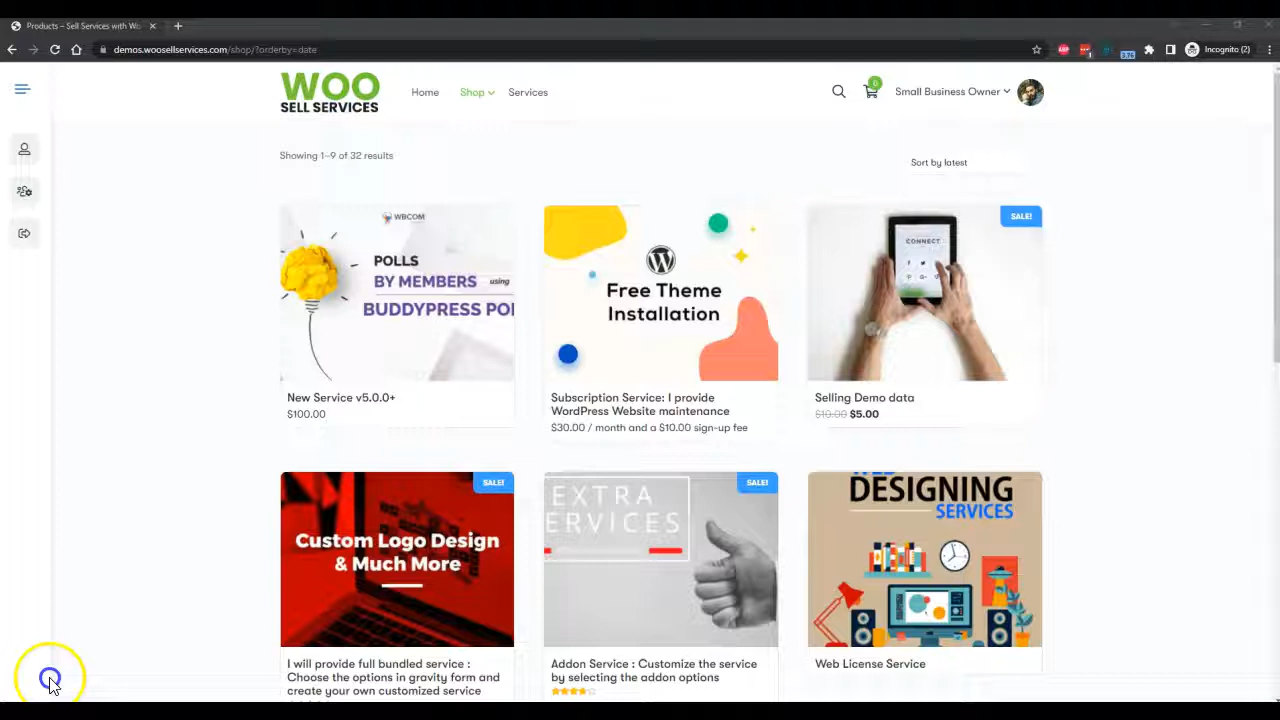 Products – Sell Services with Wo
demos.woosellservices.com/shop/?orderby=date
Incognito (2)
WOO
SELL SERVICES
Home
Shop
Services
0
Small Business Owner
Showing 1–9 of 32 results
Sort by latest
WBCOM
POLLS
BY MEMBERS using
BUDDYPRESS POI
Free Theme
Installation
SALE!
CONNECT
New Service v5.0.0+
$100.00
Subscription Service: I provide
WordPress Website maintenance
$30.00 / month and a $10.00 sign-up fee
Selling Demo data
$10.00 $5.00
SALE!
Custom Logo Design
& Much More
SALE!
EXTRA
ERVICES
DESIGNING
SERVICES
I will provide full bundled service :
Choose the options in gravity form and
create your own customized service
Addon Service : Customize the service
by selecting the addon options
Web License Service